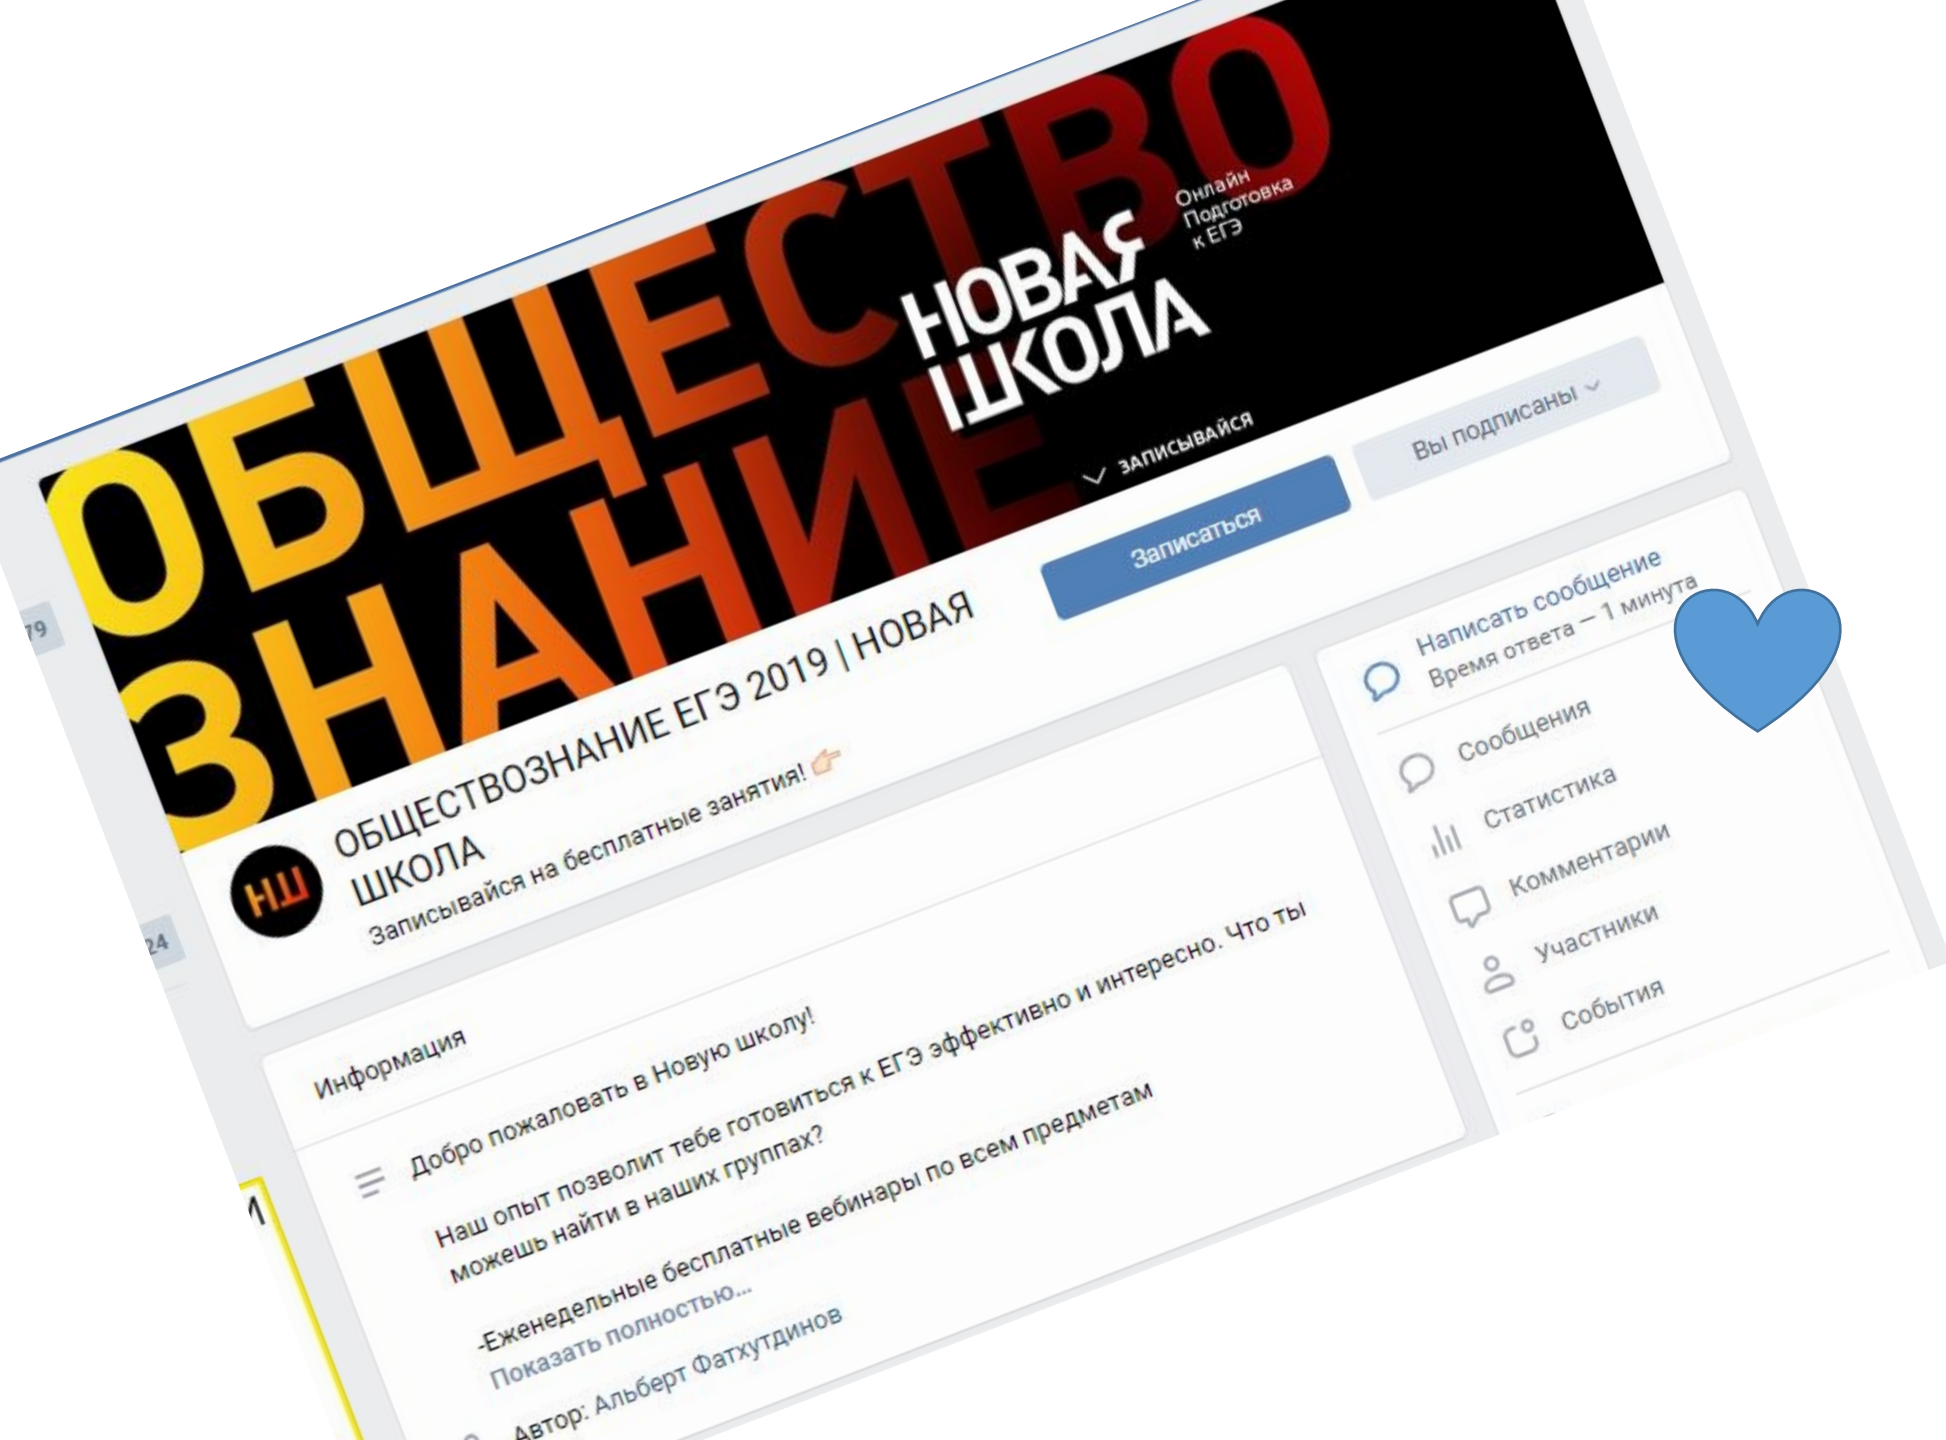 ОБЩЕСТВО
ЗНАНИЕ
НОВАЯ
ШКОЛА
Онлайн
Подготовка
к ЕГЭ
ЗАПИСЫВАЙСЯ
79
24
ОБЩЕСТВОЗНАНИЕ ЕГЭ 2019 | НОВАЯ
ШКОЛА
Записывайся на бесплатные занятия! 👉
НШ
Записаться
Вы подписаны
Информация
Добро пожаловать в Новую школу!
Наш опыт позволит тебе готовиться к ЕГЭ эффективно и интересно. Что ты
можешь найти в наших группах?
-Еженедельные бесплатные вебинары по всем предметам
Показать полностью...
Автор: Альберт Фатхутдинов
Написать сообщение
Время ответа — 1 минута
Сообщения
Статистика
Комментарии
Участники
События